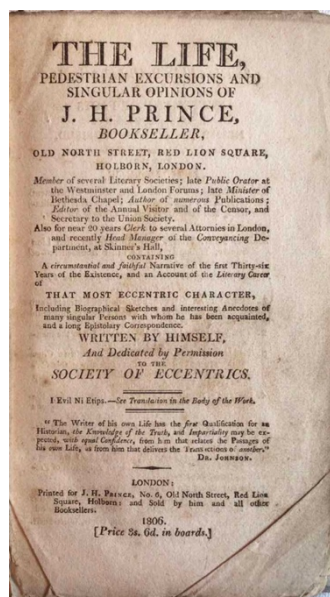 THE LIFE,
PEDESTRIAN EXCURSIONS AND
SINGULAR OPINIONS OF
J. H. PRINCE,
BOOKSELLER,
OLD NORTH STREET, RED LION SQUARE,
HOLBORN, LONDON.
Member of several Literary Societies; late Public Orator at
the Westminster and London Forums; late Minister of
Bethesda Chapel; Author of numerous Publications;
Editor of the Annual Visitor and of the Censor, and
Secretary to the Union Society.
Also for near 20 years Clerk to several Attornies in London,
and recently Head Manager of the Conveyancing De-
partment, at Skinner's Hall,
CONTAINING
A circumstantial and faithful Narrative of the first Thirty-six
Years of the Existence, and an Account of the Literary Career
of
THAT MOST ECCENTRIC CHARACTER,
Including Biographical Sketches and interesting Anecdotes of
many singular Persons with whom he has been acquainted,
and a long Epistolary Correspondence.
WRITTEN BY HIMSELF,
And Dedicated by Permission
TO THE
SOCIETY OF ECCENTRICS.
I Evil Ni Etips.—See Translation in the Body of the Work.
"The Writer of his own Life has the first Qualification for an
Historian, the Knowledge of the Truth, and Impartiality may be ex-
pected, with equal Confidence, from him that relates the Passages of
his own Life, as from him that delivers the Transactions of another."
DR. JOHNSON.
LONDON:
Printed for J. H. PRINCE, No. 6, Old North Street, Red Lion
Square, Holborn; and Sold by him and all other
Booksellers.
1806.
[Price 3s. 6d. in boards.]